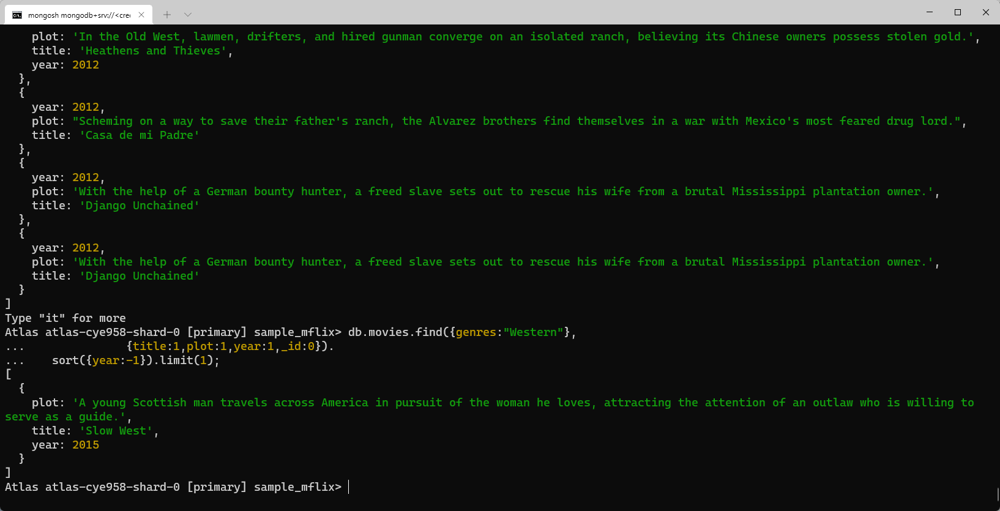 mongosh mongodb+srv://<cre
plot: 'In the Old West, lawmen, drifters, and hired gunman converge on an isolated ranch, believing its Chinese owners possess stolen gold.',
title: 'Heathens and Thieves',
year: 2012
},
{
year: 2012,
plot: "Scheming on a way to save their father's ranch, the Alvarez brothers find themselves in a war with Mexico's most feared drug lord.",
title: 'Casa de mi Padre'
},
{
year: 2012,
plot: 'With the help of a German bounty hunter, a freed slave sets out to rescue his wife from a brutal Mississippi plantation owner.',
title: 'Django Unchained'
},
{
year: 2012,
plot: 'With the help of a German bounty hunter, a freed slave sets out to rescue his wife from a brutal Mississippi plantation owner.',
title: 'Django Unchained'
}
]
Type "it" for more
Atlas atlas-cye958-shard-0 [primary] sample_mflix> db.movies.find({genres:"Western"},
... {title:1,plot:1,year:1,_id:0}).
... sort({year:-1}).limit(1);
[
{
plot: 'A young Scottish man travels across America in pursuit of the woman he loves, attracting the attention of an outlaw who is willing to
serve as a guide.',
title: 'Slow West',
year: 2015
}
]
Atlas atlas-cye958-shard-0 [primary] sample_mflix>